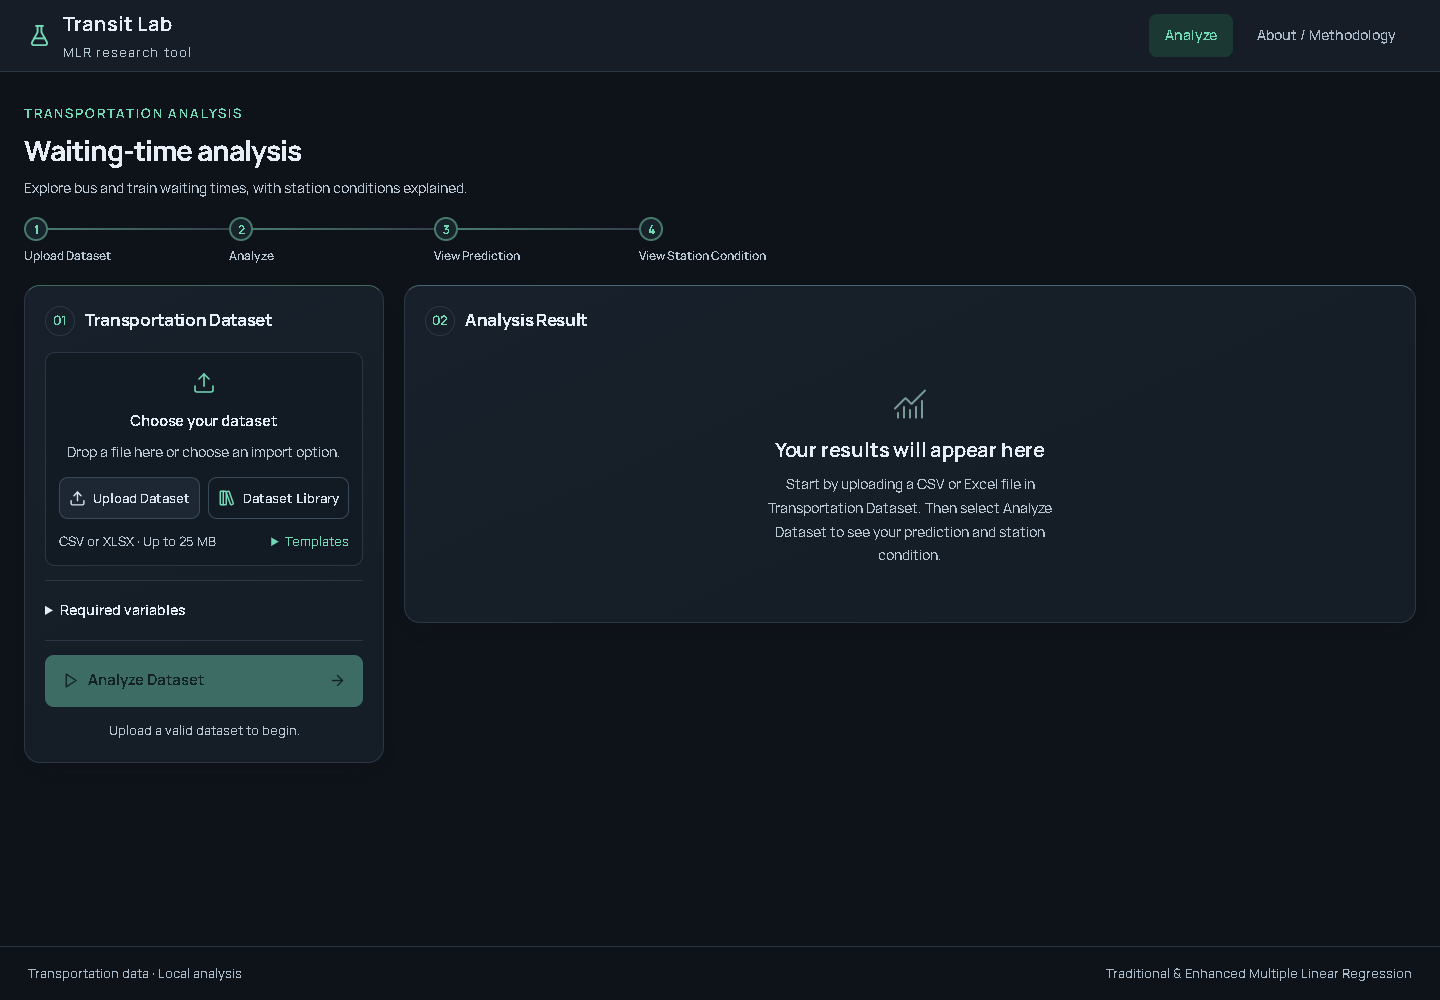 Transit Lab
MLR research tool
Analyze
About / Methodology
TRANSPORTATION ANALYSIS
Waiting-time analysis
Explore bus and train waiting times, with station conditions explained.
1
2
3
4
Upload Dataset
Analyze
View Prediction
View Station Condition
01
Transportation Dataset
Choose your dataset
Drop a file here or choose an import option.
Upload Dataset
Dataset Library
CSV or XLSX · Up to 25 MB
Templates
Required variables
Analyze Dataset
Upload a valid dataset to begin.
02
Analysis Result
Your results will appear here
Start by uploading a CSV or Excel file in
Transportation Dataset. Then select Analyze
Dataset to see your prediction and station
condition.
Transportation data · Local analysis
Traditional & Enhanced Multiple Linear Regression